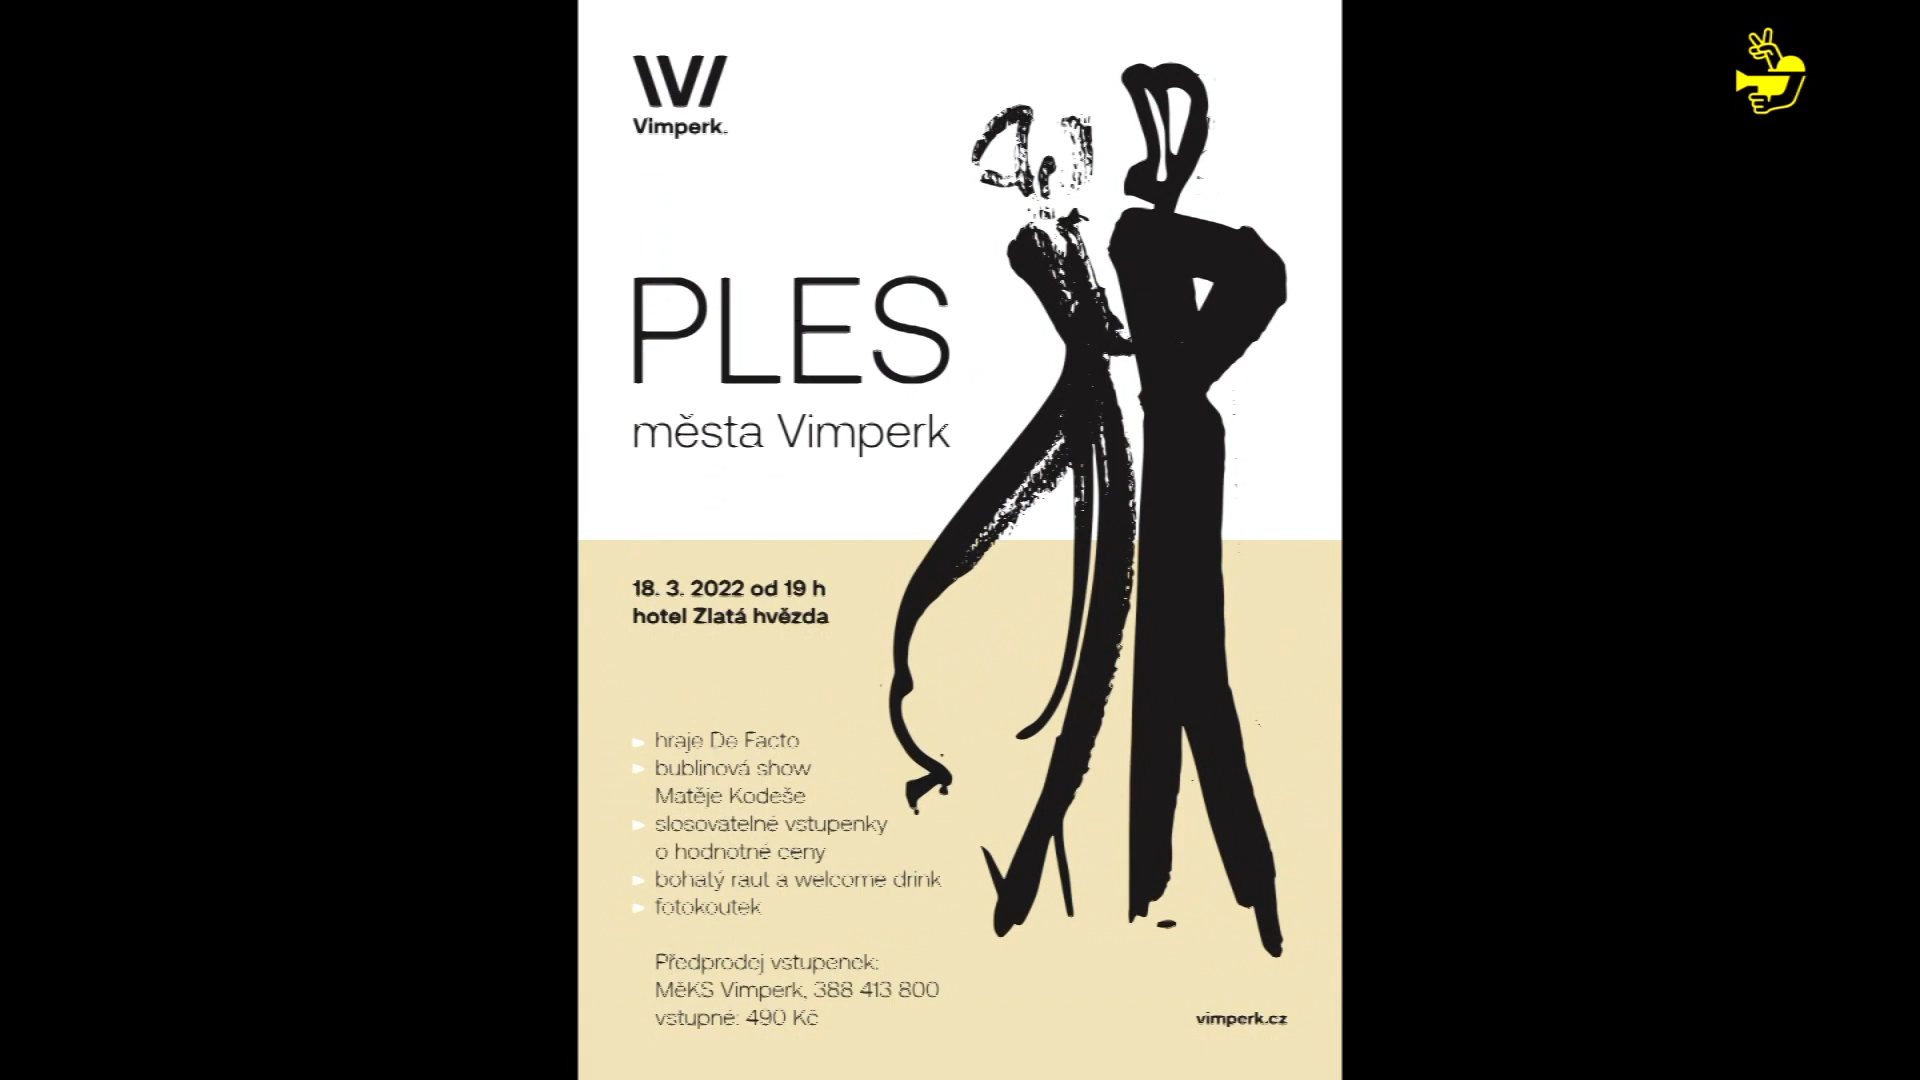 Vimperk.
PLES
města Vimperk
18. 3. 2022 od 19 h
hotel Zlatá hvězda
hraje De Facto
bublinová show
Matěje Kodeše
slosovatelné vstupenky
o hodnotné ceny
bohatý raut a welcome drink
fotokoutek
Předprodej vstupenek:
MěKS Vimperk, 388 413 800
vstupné: 490 Kč
vimperk.cz